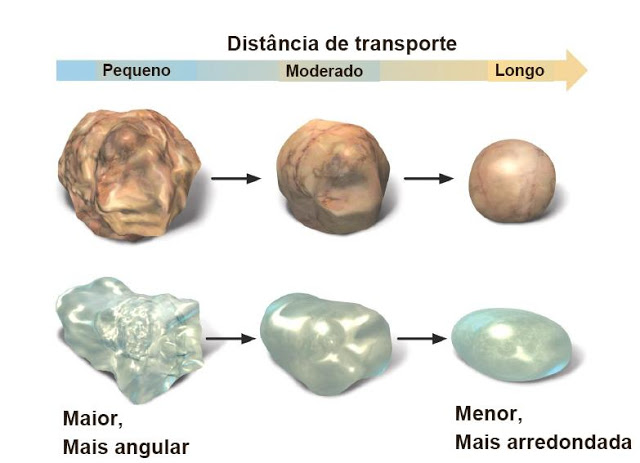 Distância de transporte
Pequeno Moderado Longo
Maior,
Mais angular
Menor,
Mais arredondada